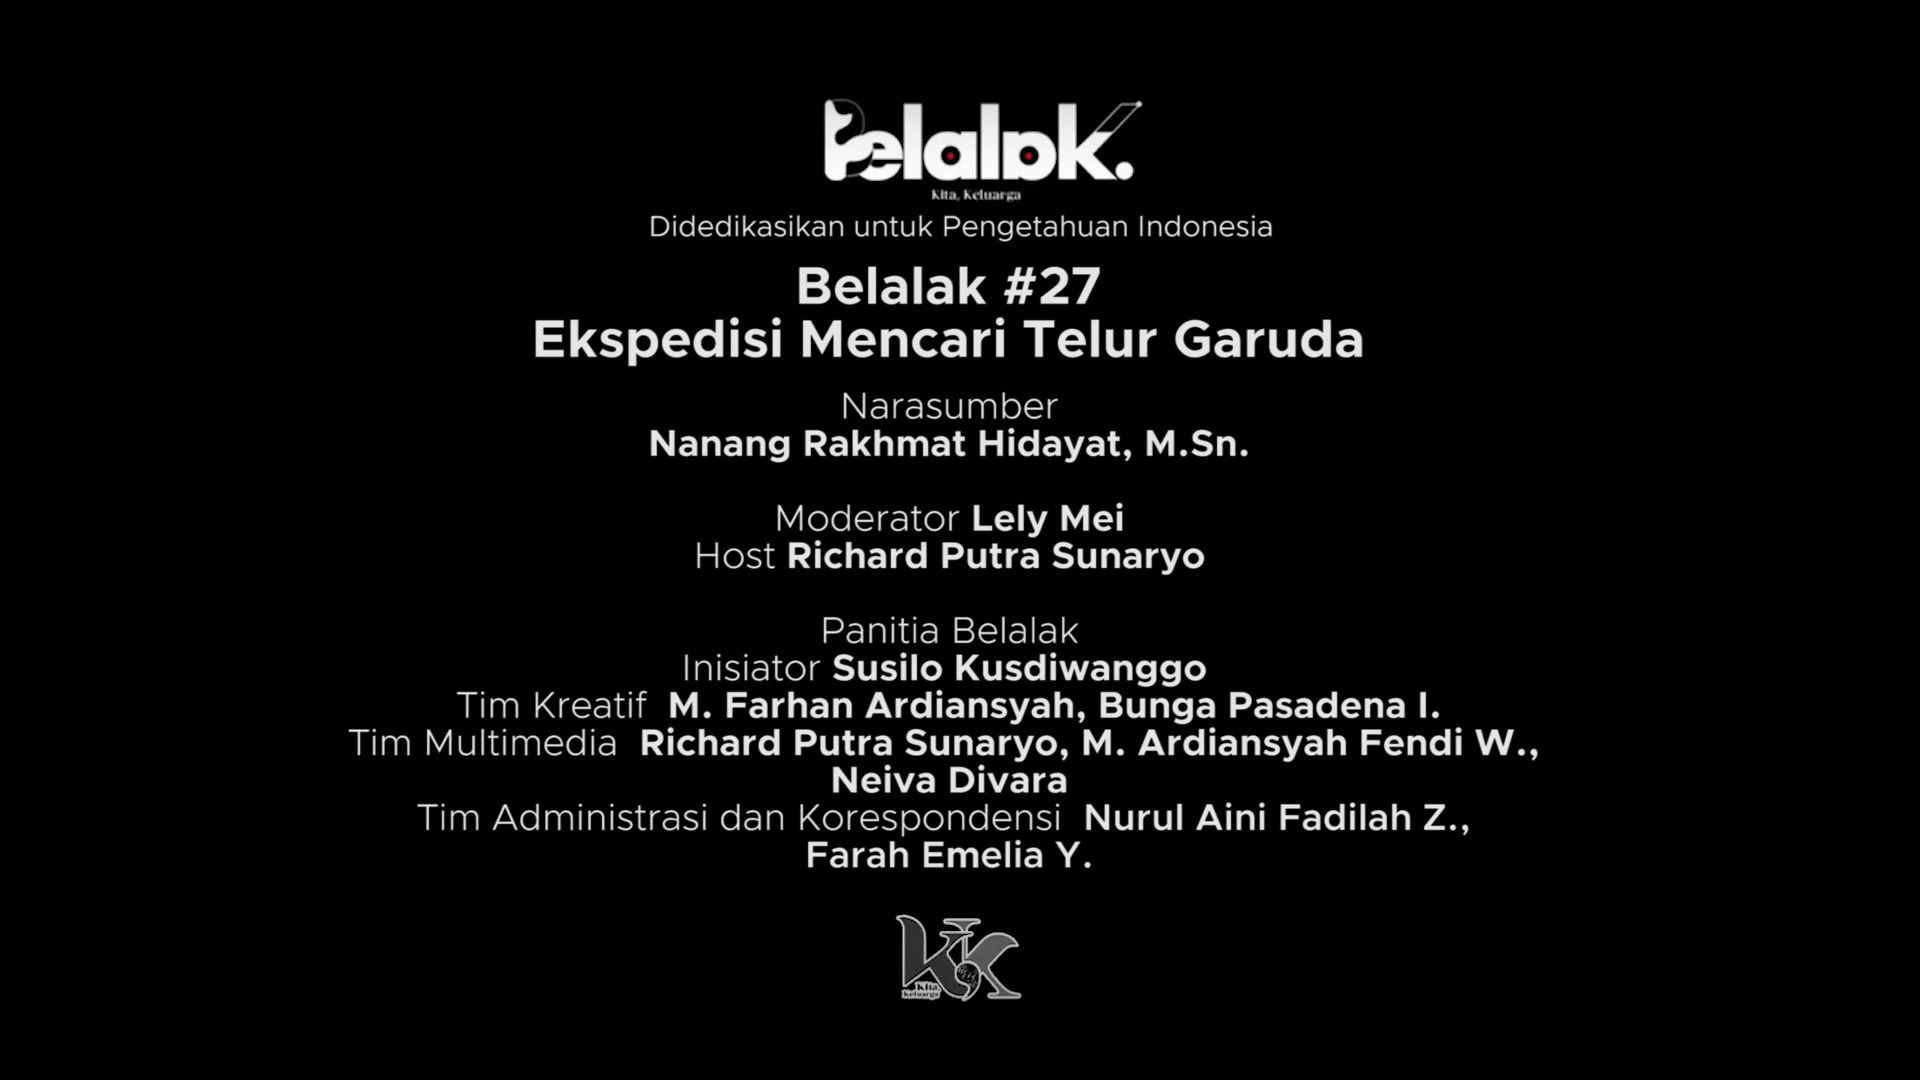 Belalak.
Kita, Keluarga
Didedikasikan untuk Pengetahuan Indonesia
Belalak #27
Ekspedisi Mencari Telur Garuda
Narasumber
Nanang Rakhmat Hidayat, M.Sn.
Moderator Lely Mei
Host Richard Putra Sunaryo
Panitia Belalak
Inisiator Susilo Kusdiwanggo
Tim Kreatif M. Farhan Ardiansyah, Bunga Pasadena I.
Tim Multimedia Richard Putra Sunaryo, M. Ardiansyah Fendi W.,
Neiva Divara
Tim Administrasi dan Korespondensi Nurul Aini Fadilah Z.,
Farah Emelia Y.
KK
Kita,
Keluarga